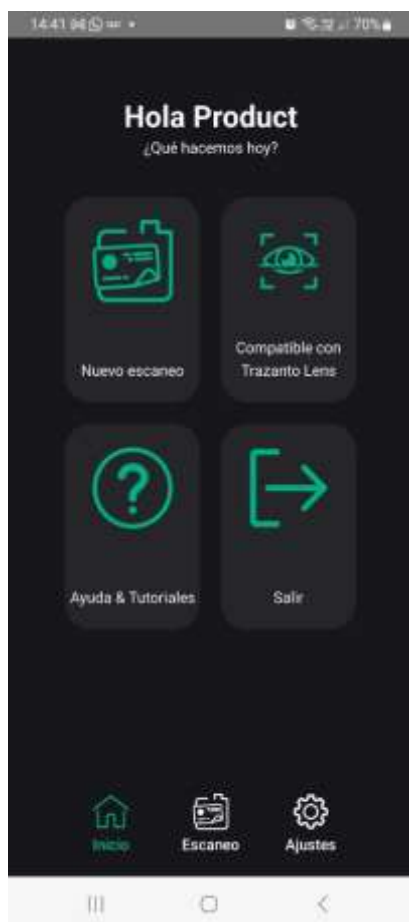 14:41
70%
Hola Product
¿Qué hacemos hoy?
Nuevo escaneo
Compatible con
Trazanto Lens
Ayuda & Tutoriales
Salir
Inicio
Escaneo
Ajustes